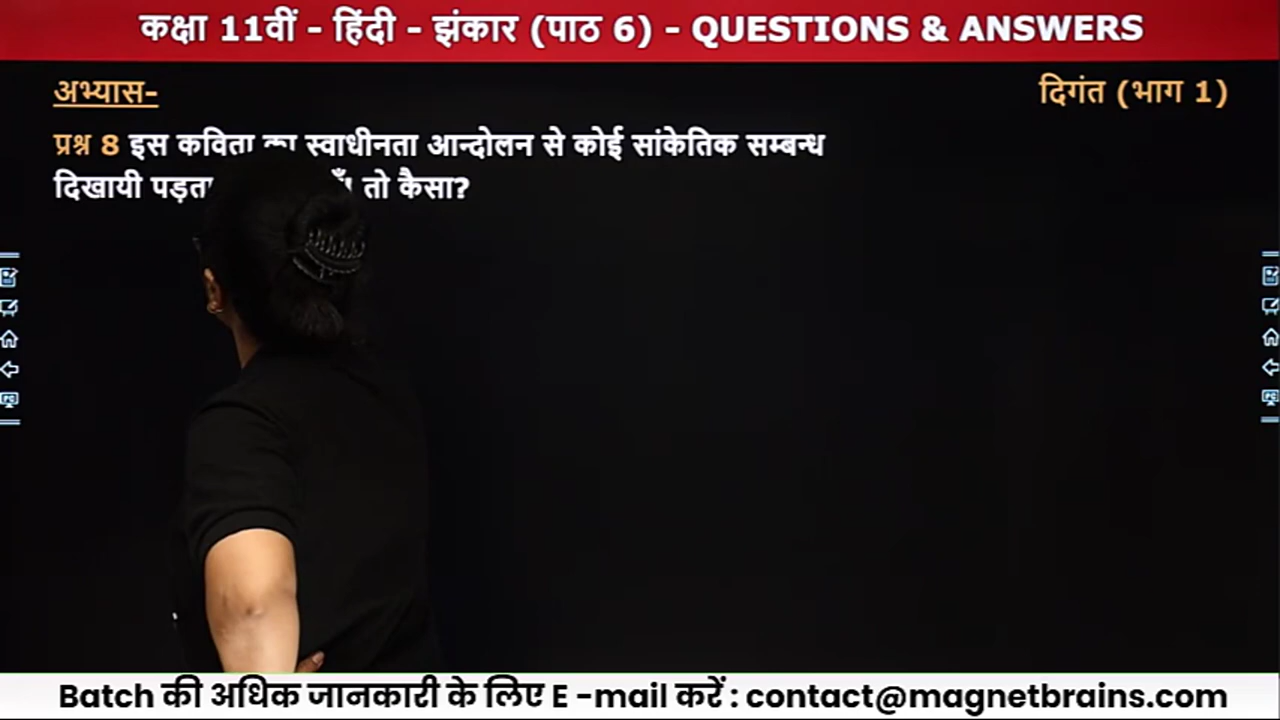 कक्षा 11वीं - हिंदी - झंकार (पाठ 6) - QUESTIONS & ANSWERS
अभ्यास-
दिगंत (भाग 1)
प्रश्न 8 इस कविता का स्वाधीनता आन्दोलन से कोई सांकेतिक सम्बन्ध
दिखायी तो कैसा?
Batch की अधिक जानकारी के लिए E -mail करें : contact@magnetbrains.com